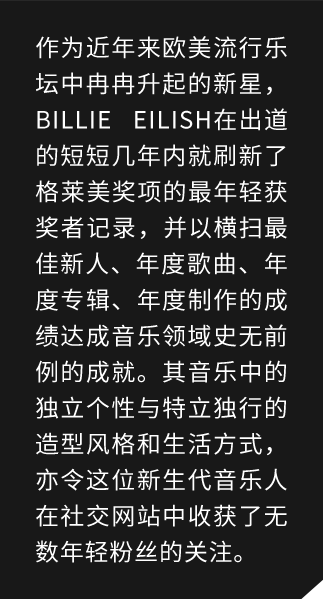 作为近年来欧美流行乐
坛中冉冉升起的新星，
BILLIE EILISH在出道
的短短几年内就刷新了
格莱美奖项的最年轻获
奖者记录，并以横扫最
佳新人、年度歌曲、年
度专辑、年度制作的成
绩达成音乐领域史无前
例的成就。其音乐中的
独立个性与特立独行的
造型风格和生活方式，
亦令这位新生代音乐人
在社交网站中收获了无
数年轻粉丝的关注。